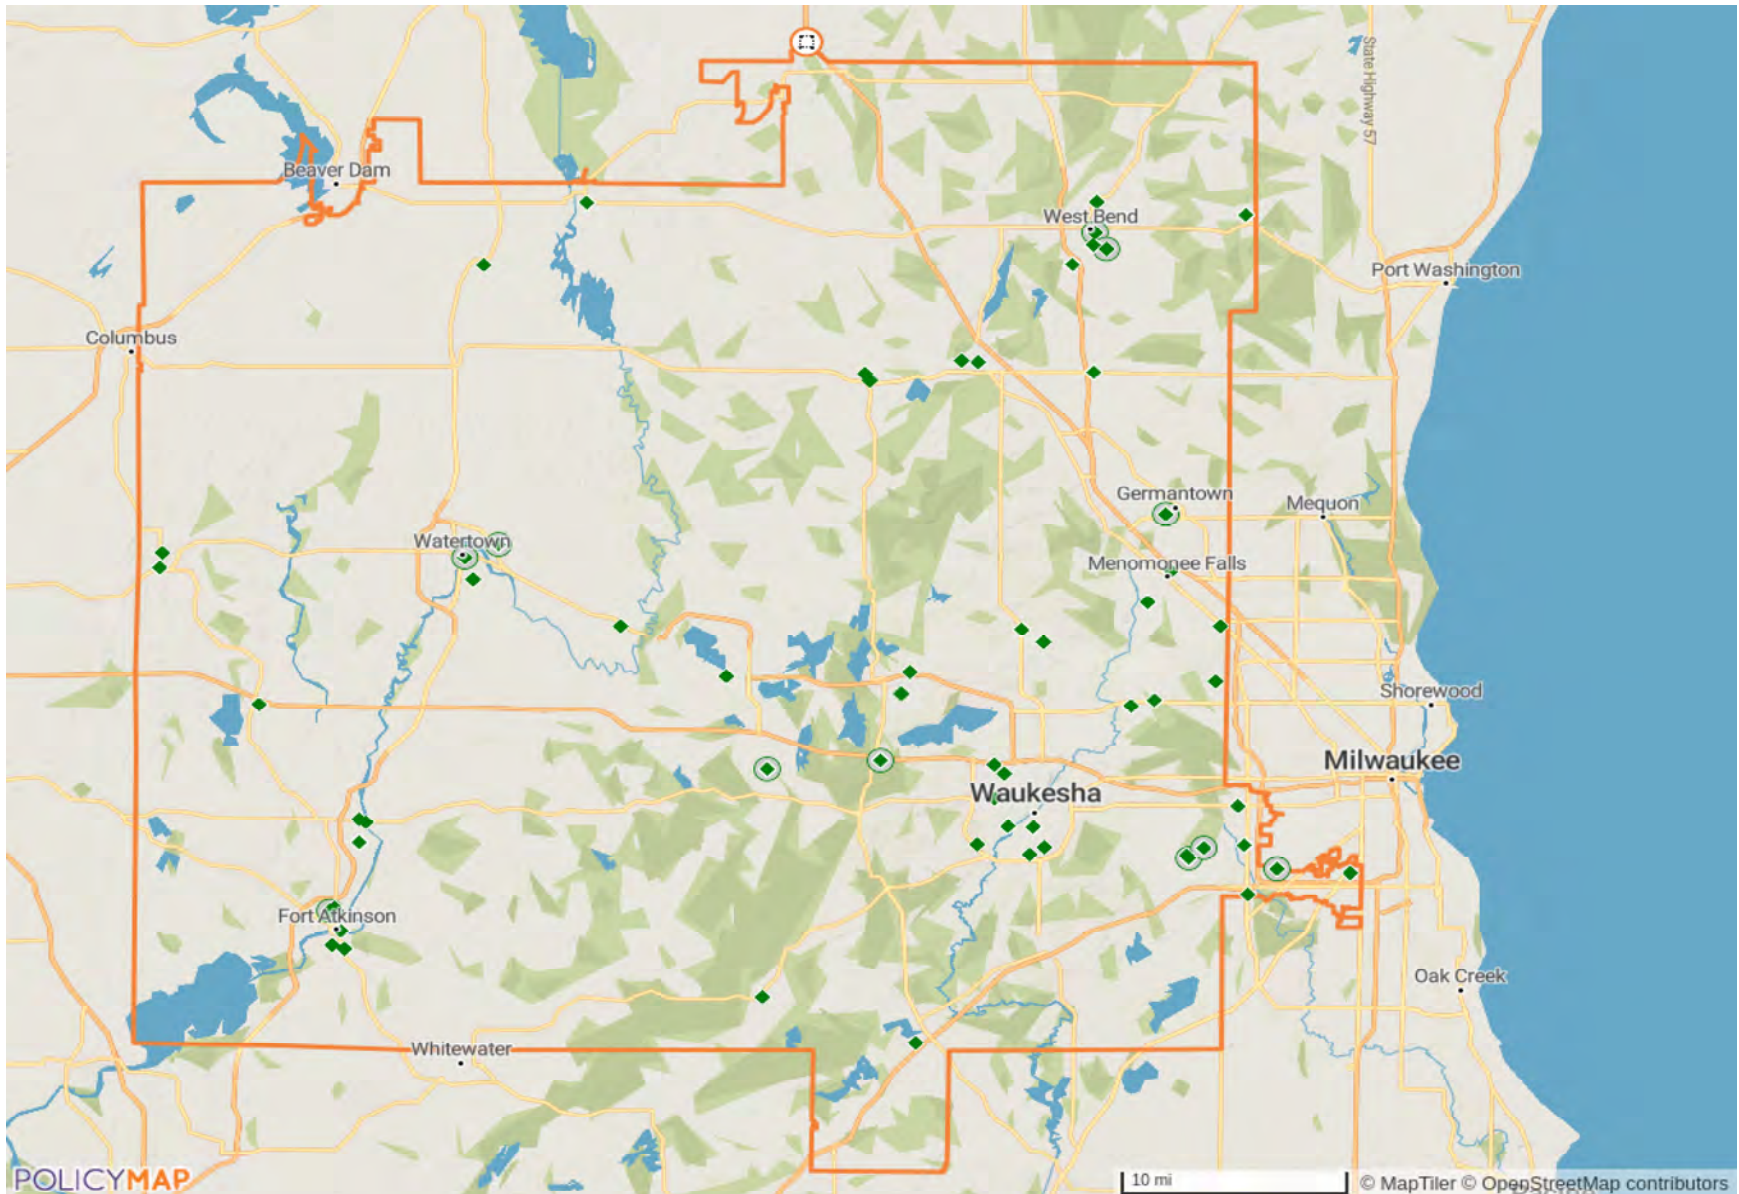 State Highway 57
Beaver Dam
West Bend
Port Washington
Columbus
Germantown
Mequon
Watertown
Menomonee Falls
Shorewood
Milwaukee
Waukesha
Fort Atkinson
Oak Creek
Whitewater
POLICYMAP
10 mi
© MapTiler © OpenStreetMap contributors